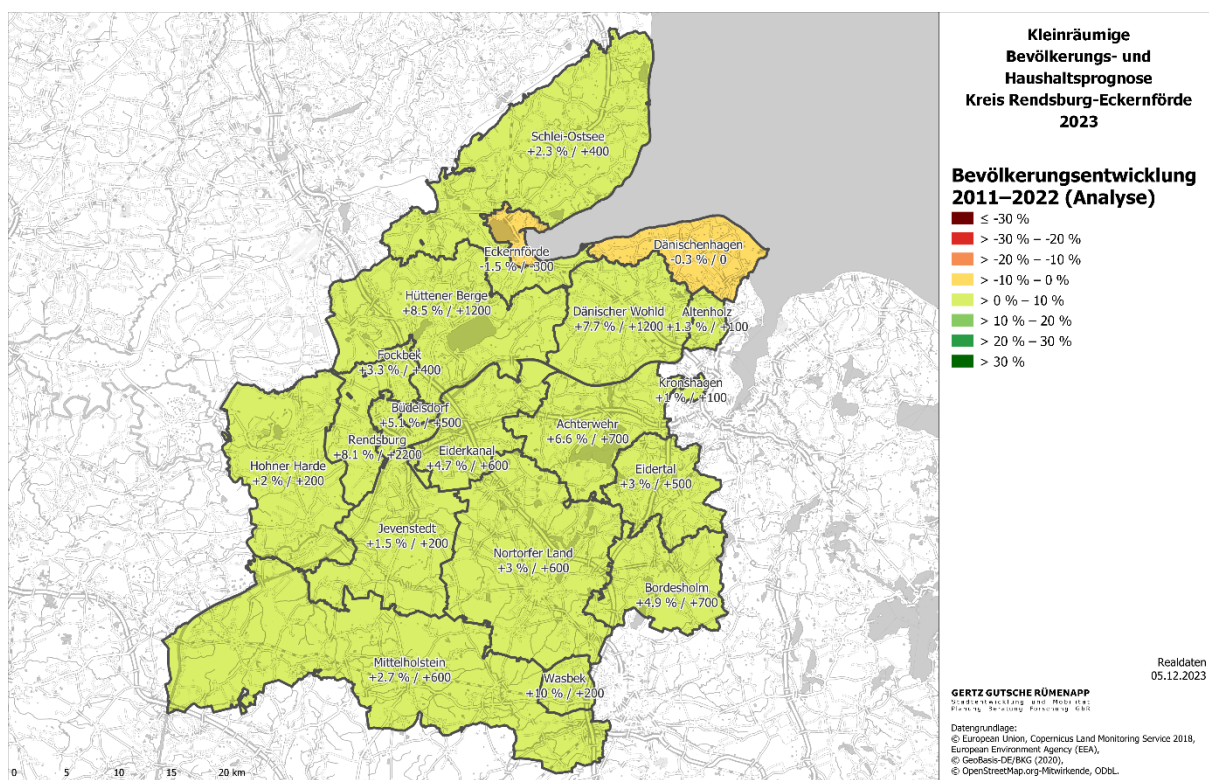 Kleinräumige
Bevölkerungs- und
Haushaltsprognose
Kreis Rendsburg-Eckernförde
2023
Bevölkerungsentwicklung
2011–2022 (Analyse)
≤ -30 %
> -30 % – -20 %
> -20 % – -10 %
> -10 % – 0 %
> 0 % – 10 %
> 10 % – 20 %
> 20 % – 30 %
> 30 %
Schlei-Ostsee
+2.3 % / +400
Eckernförde
-1.5 % / -300
Dänischenhagen
-0.3 % / 0
Hüttener Berge
+8.5 % / +1200
Dänischer Wohld
+7.7 % / +1200
Altenholz
+1.3 % / +100
Fockbek
+3.3 % / +400
Kronshagen
+1 % / +100
Büdelsdorf
+5.1 % / +500
Achterwehr
+6.6 % / +700
Rendsburg
+8.1 % / +2200
Eiderkanal
+4.7 % / +600
Hohner Harde
+2 % / +200
Eidertal
+3 % / +500
Jevenstedt
+1.5 % / +200
Nortorfer Land
+3 % / +600
Bordesholm
+4.9 % / +700
Mittelholstein
+2.7 % / +600
Wasbek
+10 % / +200
0 5 10 15 20 km
Realdaten
05.12.2023
GERTZ GUTSCHE RÜMENAPP
Stadtentwicklung und Mobilität
Planung Beratung Forschung GbR
Datengrundlage:
© European Union, Copernicus Land Monitoring Service 2018,
European Environment Agency (EEA),
© GeoBasis-DE/BKG (2020),
© OpenStreetMap.org-Mitwirkende, ODbL.